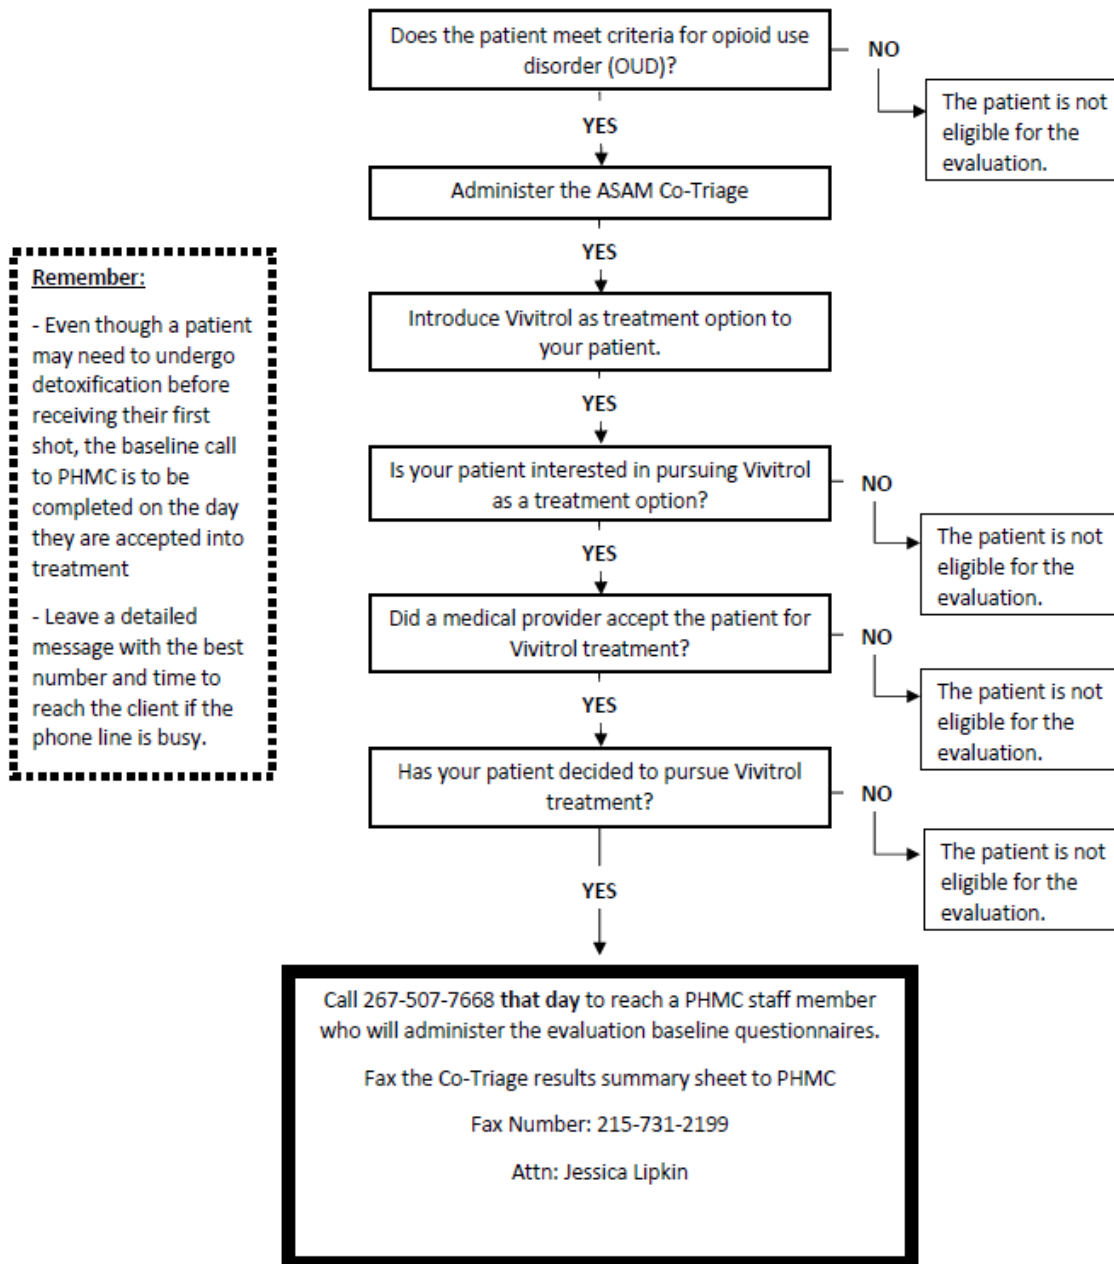 Does the patient meet criteria for opioid use
disorder (OUD)?
NO
The patient is not
eligible for the
evaluation.
YES
Administer the ASAM Co-Triage
YES
Introduce Vivitrol as treatment option to
your patient.
YES
Is your patient interested in pursuing Vivitrol
as a treatment option?
NO
The patient is not
eligible for the
evaluation.
YES
Did a medical provider accept the patient for
Vivitrol treatment?
NO
The patient is not
eligible for the
evaluation.
YES
Has your patient decided to pursue Vivitrol
treatment?
NO
The patient is not
eligible for the
evaluation.
YES
Call 267-507-7668 that day to reach a PHMC staff member
who will administer the evaluation baseline questionnaires.
Fax the Co-Triage results summary sheet to PHMC
Fax Number: 215-731-2199
Attn: Jessica Lipkin
Remember:
- Even though a patient
may need to undergo
detoxification before
receiving their first
shot, the baseline call
to PHMC is to be
completed on the day
they are accepted into
treatment
- Leave a detailed
message with the best
number and time to
reach the client if the
phone line is busy.